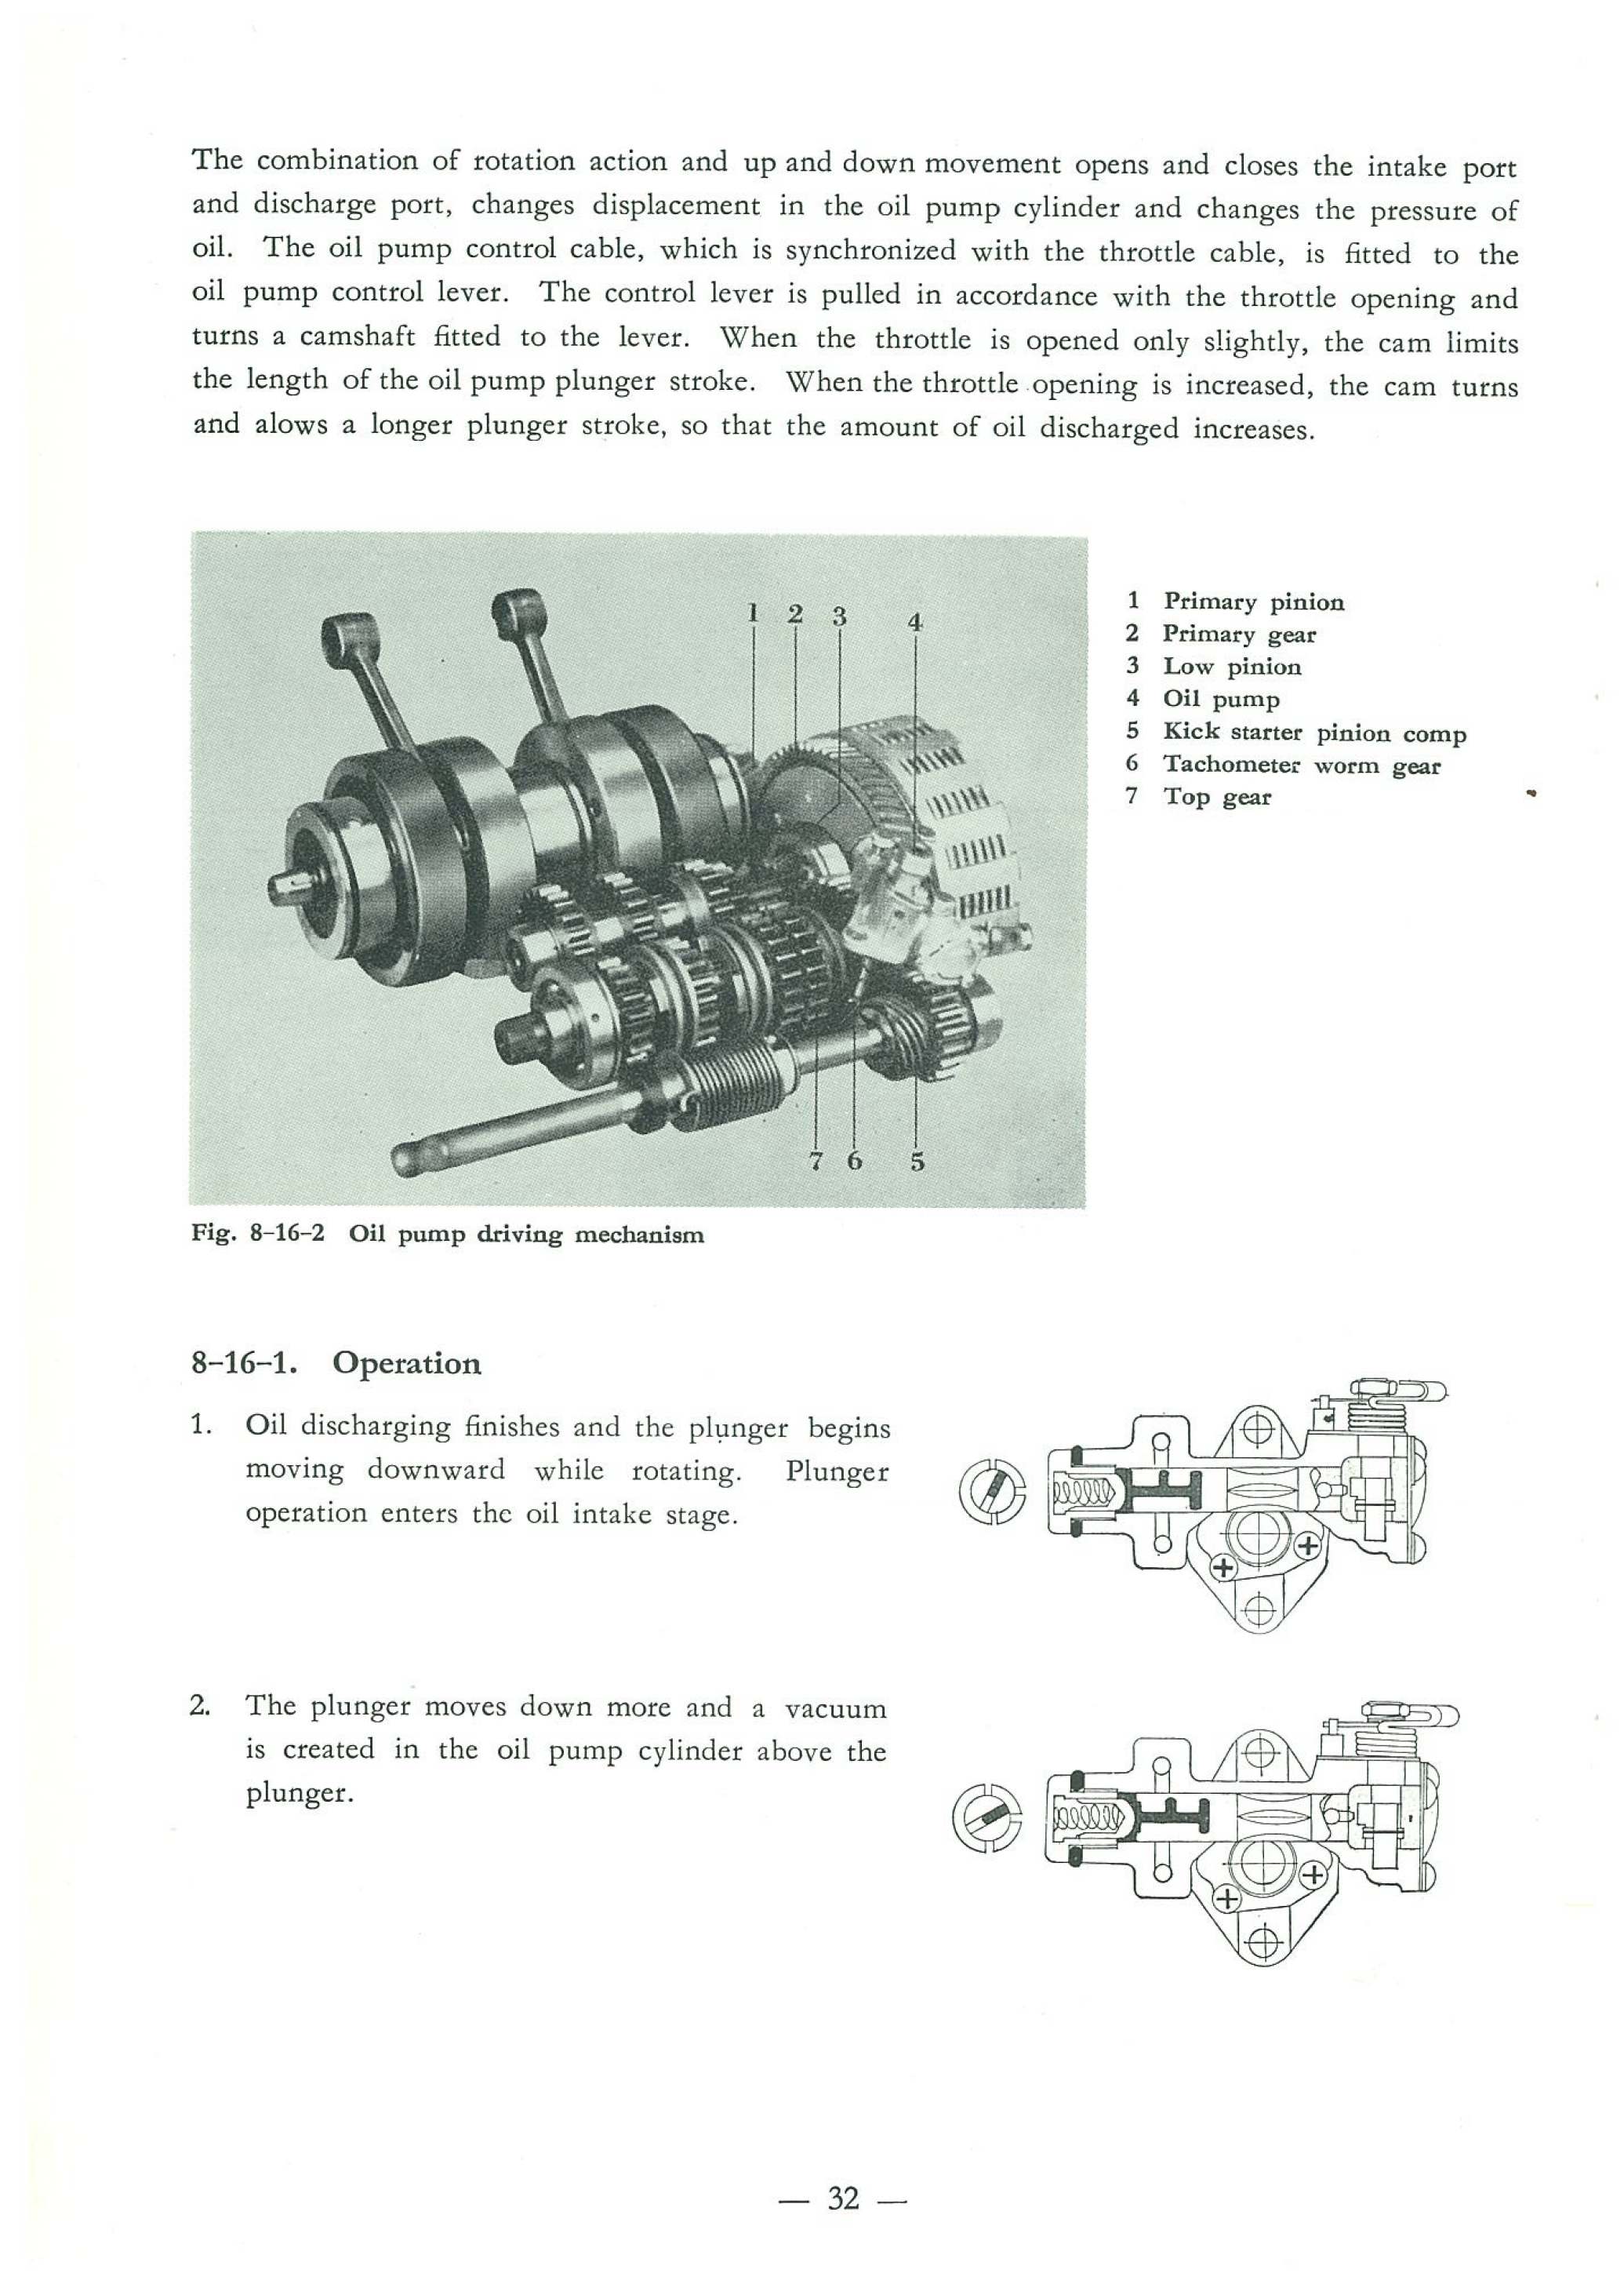 The combination of rotation action and up and down movement opens and closes the intake port
and discharge port, changes displacement in the oil pump cylinder and changes the pressure of
oil. The oil pump control cable, which is synchronized with the throttle cable, is fitted to the
oil pump control lever. The control lever is pulled in accordance with the throttle opening and
turns a camshaft fitted to the lever. When the throttle is opened only slightly, the cam limits
the length of the oil pump plunger stroke. When the throttle opening is increased, the cam turns
and alows a longer plunger stroke, so that the amount of oil discharged increases.
1 2 3 4
7 6 5
1 Primary pinion
2 Primary gear
3 Low pinion
4 Oil pump
5 Kick starter pinion comp
6 Tachometer worm gear
7 Top gear
Fig. 8-16-2 Oil pump driving mechanism
8-16-1. Operation
1. Oil discharging finishes and the plunger begins
moving downward while rotating. Plunger
operation enters the oil intake stage.
2. The plunger moves down more and a vacuum
is created in the oil pump cylinder above the
plunger.
— 32 —